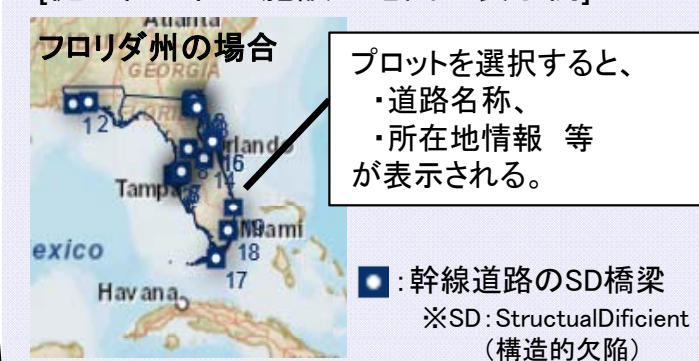 Atlanta
フロリダ州の場合
GEORGIA
プロットを選択すると、
・道路名称、
・所在地情報 等
が表示される。
12
Orlando
16
14
Tampa
Miami
18
17
exico
Havana
:幹線道路のSD橋梁
※SD:StructualDificient
(構造的欠陥)